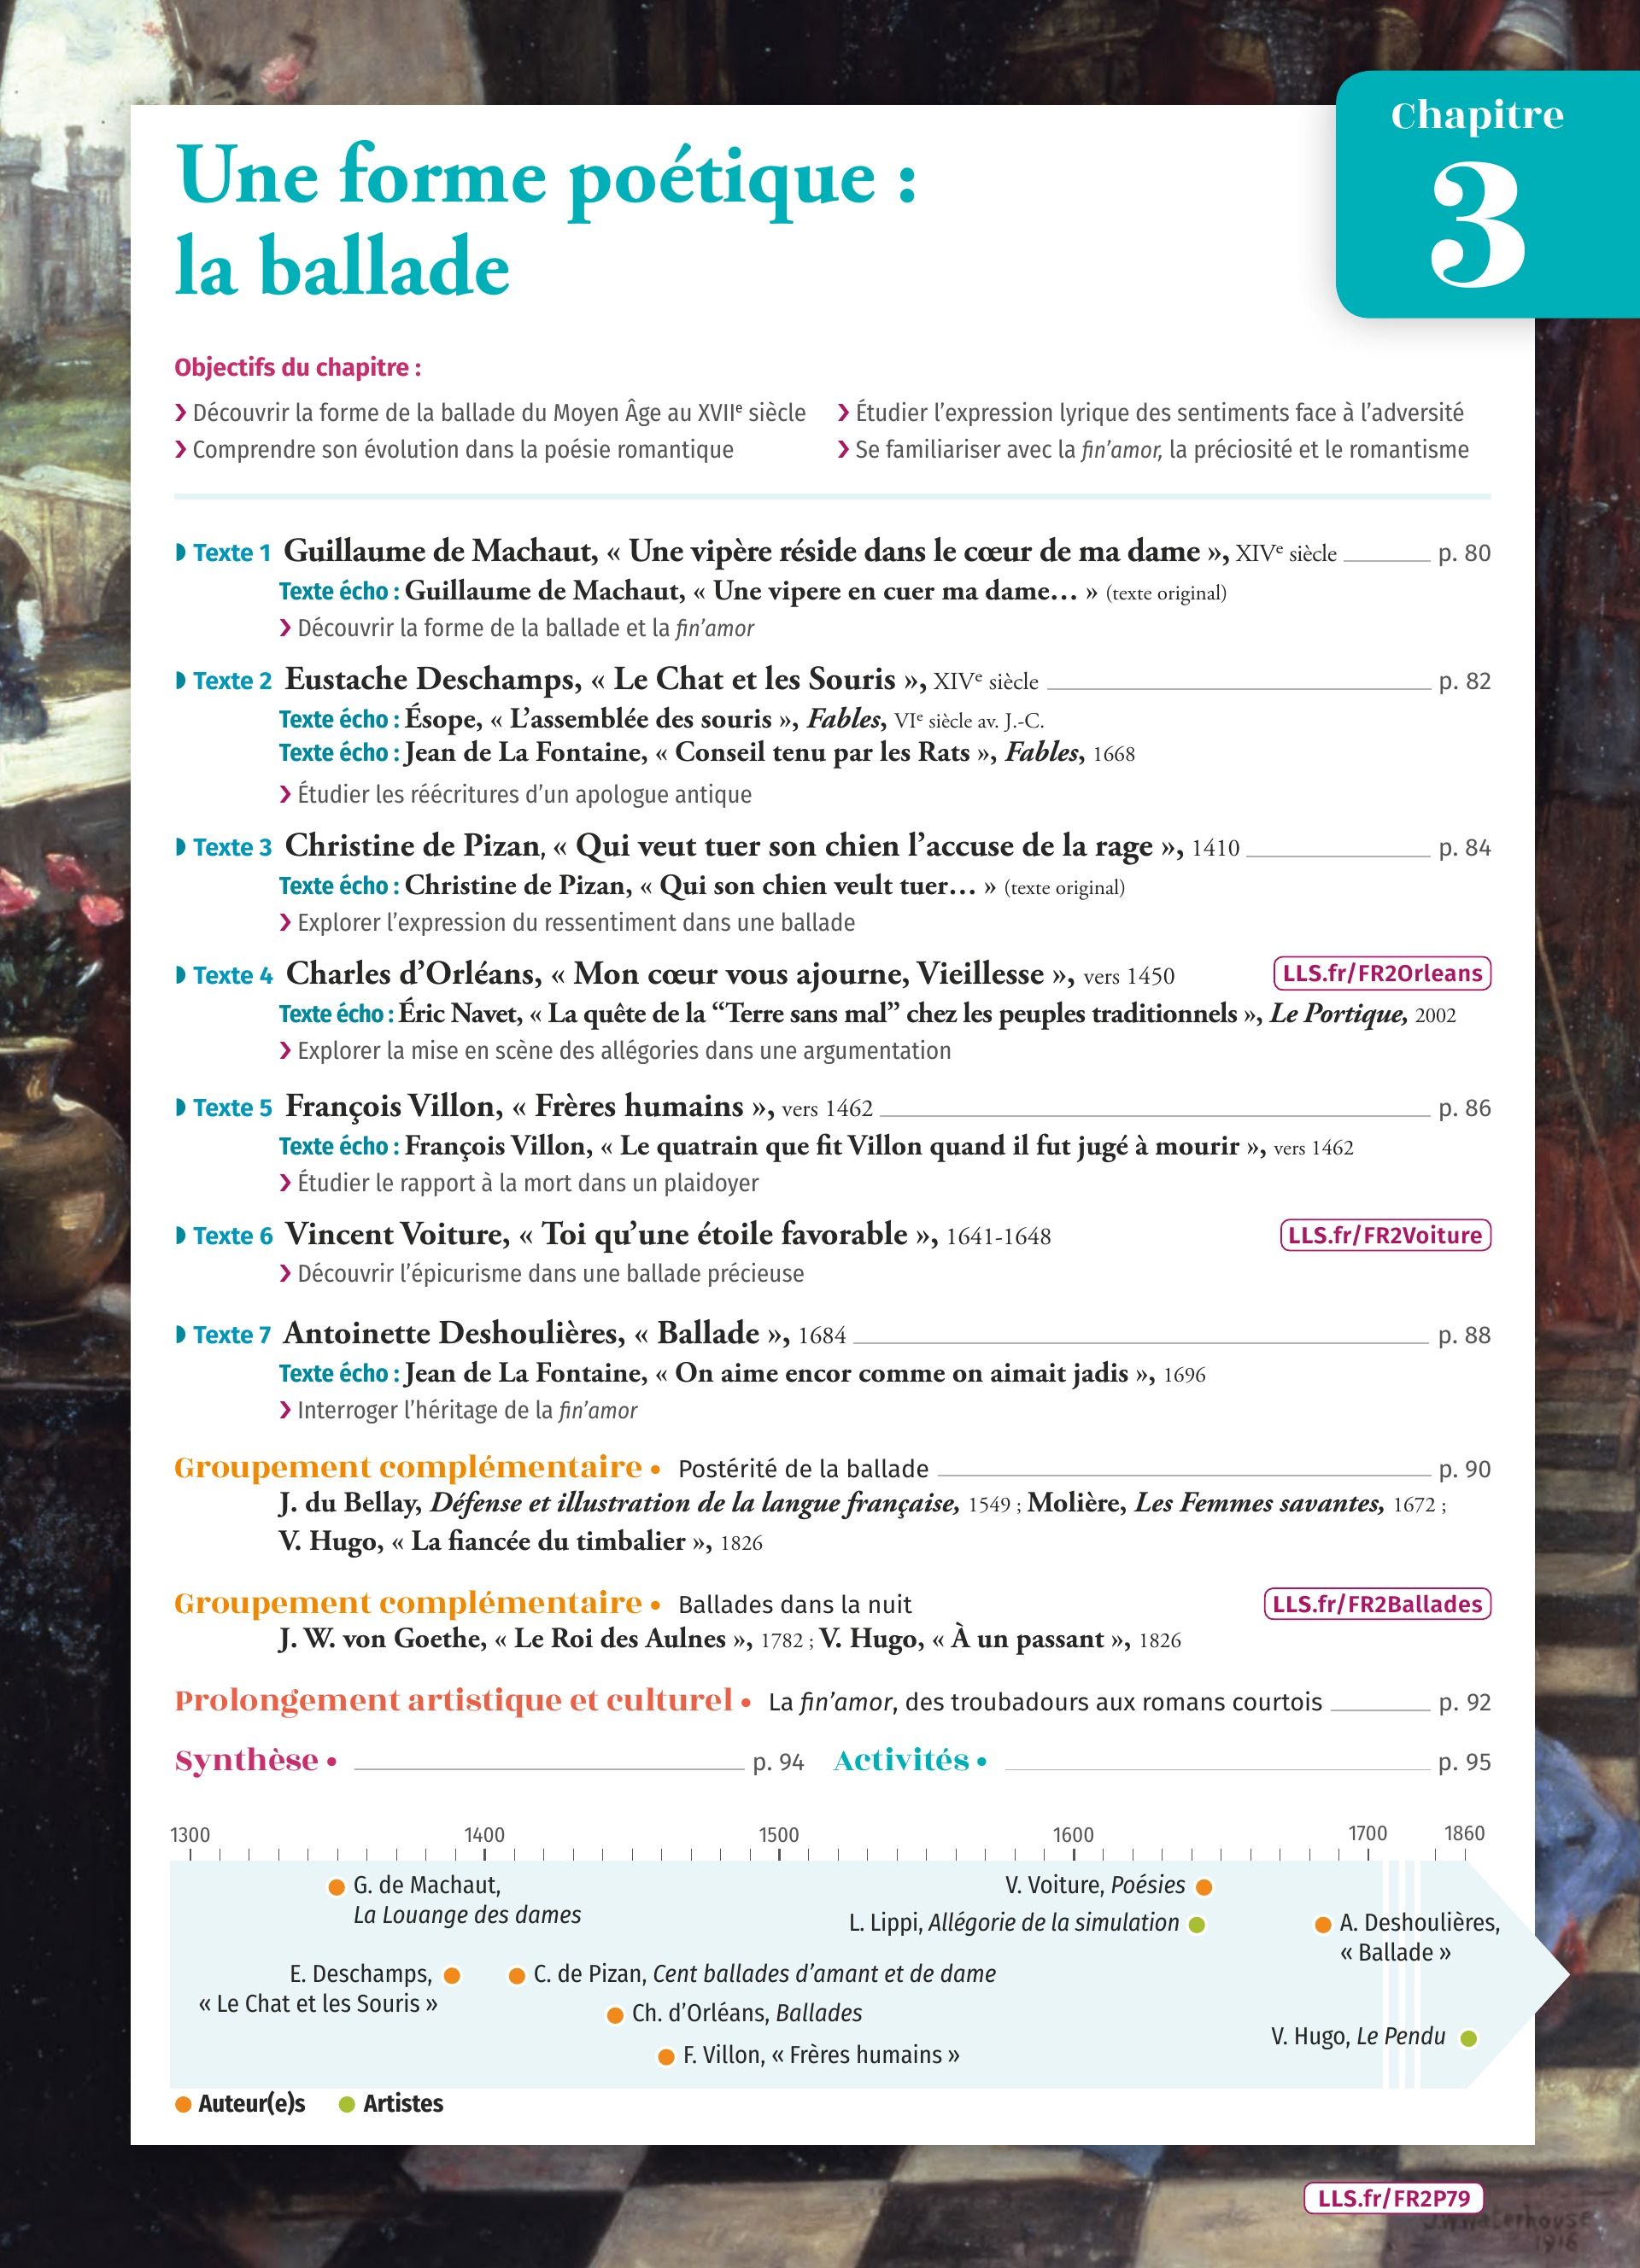 Chapitre
3
Une forme poétique :
la ballade
Objectifs du chapitre :
❯ Découvrir la forme de la ballade du Moyen Âge au XVIIe siècle
❯ Comprendre son évolution dans la poésie romantique
❯ Étudier l’expression lyrique des sentiments face à l’adversité
❯ Se familiariser avec la fin’amor, la préciosité et le romantisme
Texte 1 Guillaume de Machaut, « Une vipère réside dans le cœur de ma dame », XIVe siècle p. 80
Texte écho : Guillaume de Machaut, « Une vipere en cuer ma dame… » (texte original)
❯ Découvrir la forme de la ballade et la fin’amor
Texte 2 Eustache Deschamps, « Le Chat et les Souris », XIVe siècle p. 82
Texte écho : Ésope, « L’assemblée des souris », Fables, VIe siècle av. J.-C.
Texte écho : Jean de La Fontaine, « Conseil tenu par les Rats », Fables, 1668
❯ Étudier les réécritures d’un apologue antique
Texte 3 Christine de Pizan, « Qui veut tuer son chien l’accuse de la rage », 1410 p. 84
Texte écho : Christine de Pizan, « Qui son chien veult tuer… » (texte original)
❯ Explorer l’expression du ressentiment dans une ballade
Texte 4 Charles d’Orléans, « Mon cœur vous ajourne, Vieillesse », vers 1450 LLS.fr/FR2Orleans
Texte écho : Éric Navet, « La quête de la “Terre sans mal” chez les peuples traditionnels », Le Portique, 2002
❯ Explorer la mise en scène des allégories dans une argumentation
Texte 5 François Villon, « Frères humains », vers 1462 p. 86
Texte écho : François Villon, « Le quatrain que fit Villon quand il fut jugé à mourir », vers 1462
❯ Étudier le rapport à la mort dans un plaidoyer
Texte 6 Vincent Voiture, « Toi qu’une étoile favorable », 1641-1648 LLS.fr/FR2Voiture
❯ Découvrir l’épicurisme dans une ballade précieuse
Texte 7 Antoinette Deshoulières, « Ballade », 1684 p. 88
Texte écho : Jean de La Fontaine, « On aime encor comme on aimait jadis », 1696
❯ Interroger l’héritage de la fin’amor
Groupement complémentaire • Postérité de la ballade p. 90
J. du Bellay, Défense et illustration de la langue française, 1549 ; Molière, Les Femmes savantes, 1672 ;
V. Hugo, « La fiancée du timbalier », 1826
Groupement complémentaire • Ballades dans la nuit LLS.fr/FR2Ballades
J. W. von Goethe, « Le Roi des Aulnes », 1782 ; V. Hugo, « À un passant », 1826
Prolongement artistique et culturel • La fin’amor, des troubadours aux romans courtois p. 92
Synthèse • p. 94 Activités • p. 95
1300 1400 1500 1600 1700 1860
G. de Machaut,
La Louange des dames
V. Voiture, Poésies
L. Lippi, Allégorie de la simulation
A. Deshoulières,
« Ballade »
E. Deschamps,
« Le Chat et les Souris »
C. de Pizan, Cent ballades d’amant et de dame
Ch. d’Orléans, Ballades
V. Hugo, Le Pendu
F. Villon, « Frères humains »
Auteur(e)s Artistes
LLS.fr/FR2P79
J.W.Waterhouse
1916